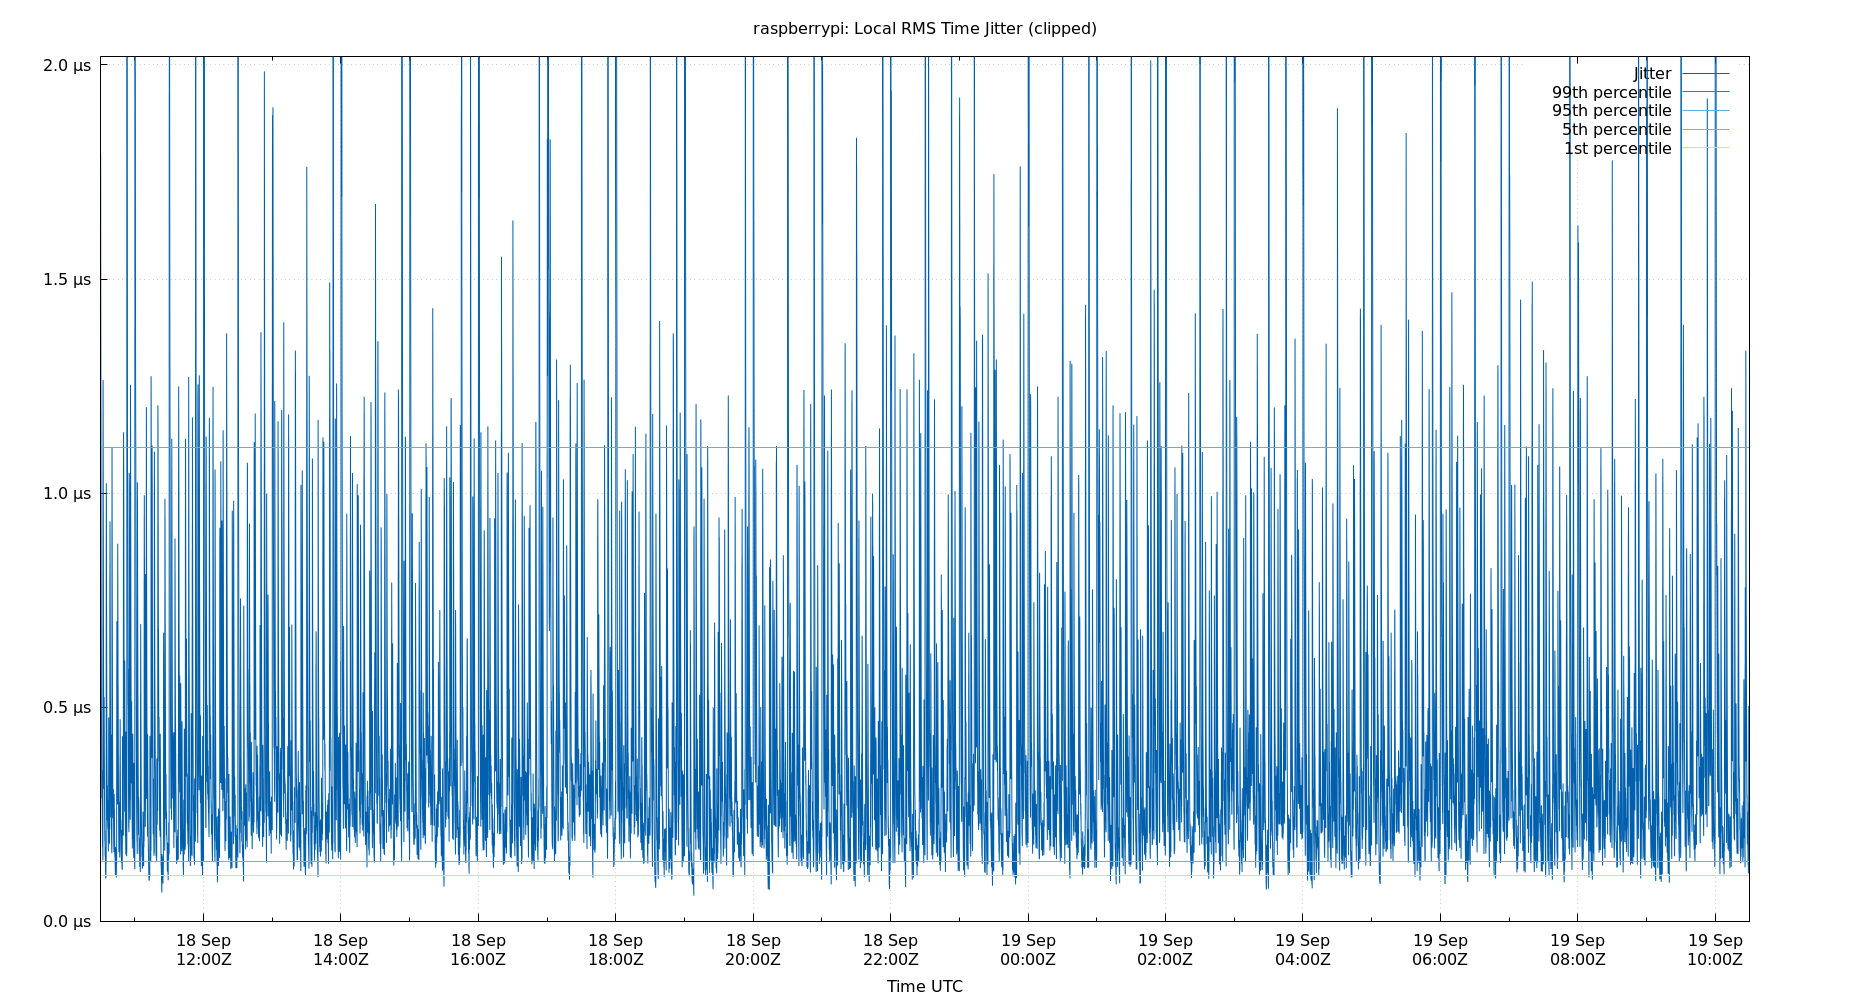 raspberrypi: Local RMS Time Jitter (clipped)
2.0 µs
1.5 µs
1.0 µs
0.5 µs
0.0 µs
Jitter
99th percentile
95th percentile
5th percentile
1st percentile
18 Sep 18 Sep 18 Sep 18 Sep 18 Sep 18 Sep 19 Sep 19 Sep 19 Sep 19 Sep 19 Sep 19 Sep
12:00Z 14:00Z 16:00Z 18:00Z 20:00Z 22:00Z 00:00Z 02:00Z 04:00Z 06:00Z 08:00Z 10:00Z
Time UTC